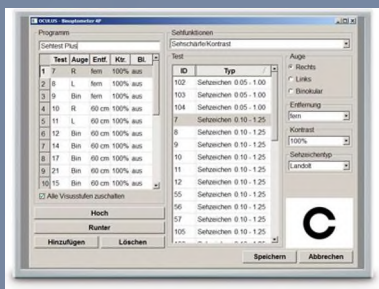 OCULUS - Binoptometer 4P
Programm
Sehtest Plus
Test Auge Entf. Ktr. Bl.
1 7 R fern 100% aus
2 8 L fern 100% aus
3 9 Bin fern 100% aus
4 10 R 60 cm 100% aus
5 11 L 60 cm 100% aus
6 12 Bin 60 cm 100% aus
7 14 Bin 60 cm 100% aus
8 17 Bin 60 cm 100% aus
9 21 Bin 60 cm 100% aus
10 15 Bin 60 cm 100% aus
Alle Visusstufen zuschalten
Hoch
Runter
Hinzufügen Löschen
Sehfunktionen
Sehschärfe/Kontrast
Test
ID Typ
102 Sehzeichen 0.05 - 1.00
103 Sehzeichen 0.05 - 1.00
104 Sehzeichen 0.05 - 1.00
7 Sehzeichen 0.10 - 1.25
8 Sehzeichen 0.10 - 1.25
9 Sehzeichen 0.10 - 1.25
10 Sehzeichen 0.10 - 1.25
11 Sehzeichen 0.10 - 1.25
12 Sehzeichen 0.10 - 1.25
55 Sehzeichen 0.10 - 1.25
56 Sehzeichen 0.10 - 1.25
57 Sehzeichen 0.10 - 1.25
105 Sehzeichen 0.10 - 1.25
Auge
Rechts
Links
Binokular
Entfernung
fern
Kontrast
100%
Sehzeichentyp
Landolt
Speichern Abbrechen